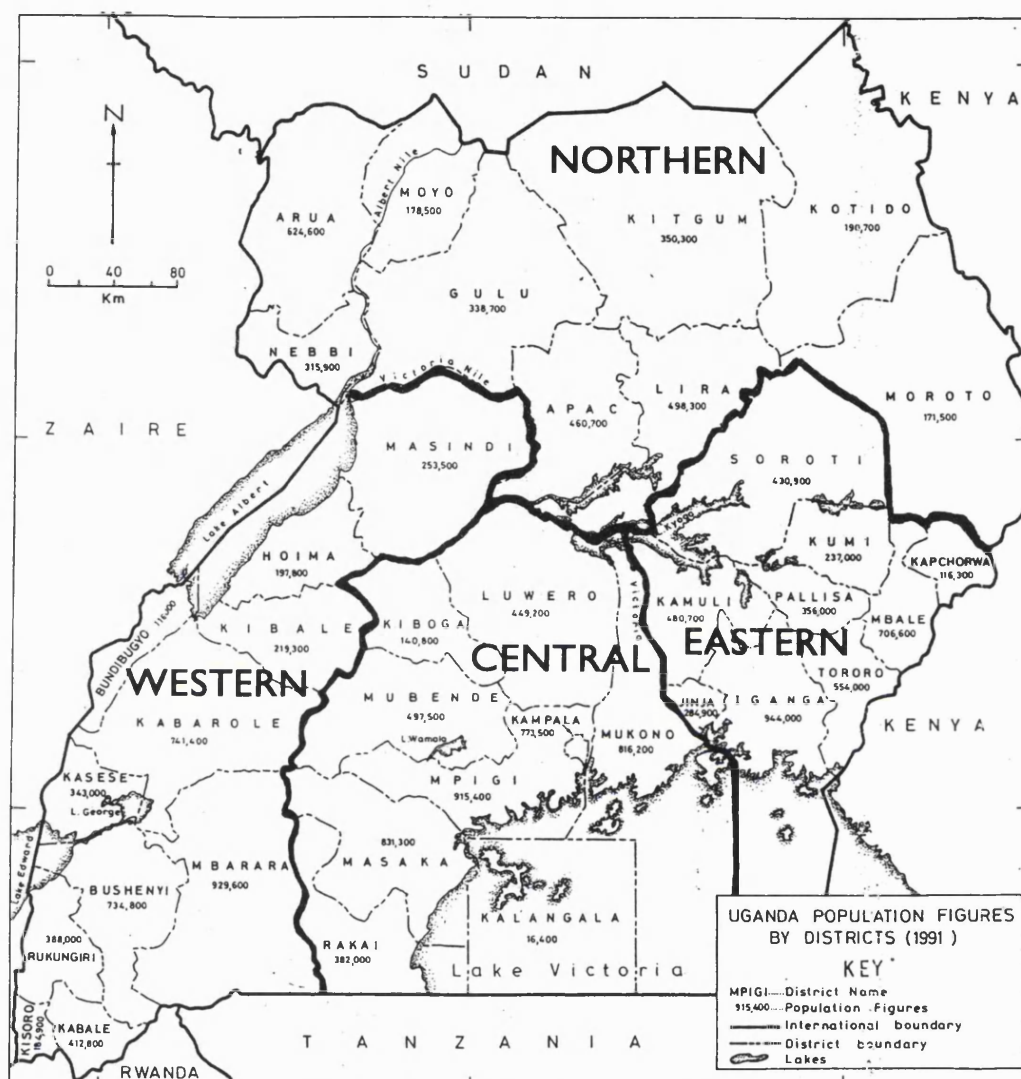 SUDAN
KENYA
N
NORTHERN
Albert Nile
MOYO
178,500
ARUA
624,600
KITGUM
350,300
KOTIDO
190,700
0 40 80
Km
GULU
338,700
NEBBI
315,900
Victoria Nile
LIRA
498,300
MOROTO
171,500
APAC
460,700
ZAIRE
MASINDI
253,500
SOROTI
430,900
Lake Albert
Kyoga
HOIMA
197,800
KUMI
237,000
KAPCHORWA
116,300
LUWERO
449,200
Victoria
KAMULI
480,700
PALLISA
356,000
MBALE
706,600
BUNDIBUGYO
KIBALE
219,300
KIBOGA
140,800
WESTERN
CENTRAL
EASTERN
TORORO
554,000
MUBENDE
497,500
JINJA
284,900
IGANGA
944,000
KABAROLE
741,400
KAMPALA
773,500
L.Wamala
MUKONO
816,200
KENYA
KASESE
343,000
L. George
MPIGI
915,400
Lake Edward
831,300
MASAKA
MBARARA
929,600
BUSHENYI
734,800
KALANGALA
16,400
388,000
RUKUNGIRI
RAKAI
382,000
Lake Victoria
KISORO
184,900
KABALE
412,800
TANZANIA
RWANDA
UGANDA POPULATION FIGURES
BY DISTRICTS (1991)
KEY
MPIGI District Name
915,400 Population Figures
International boundary
District boundary
Lakes